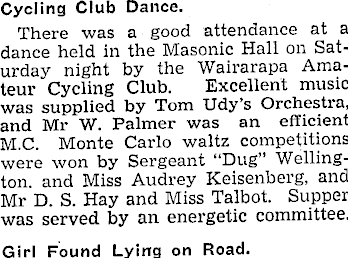 Cycling Club Dance.
There was a good attendance at a
dance held in the Masonic Hall on Sat-
urday night by the Wairarapa Ama-
teur Cycling Club. Excellent music
was supplied by Tom Udy's Orchestra,
and Mr W. Palmer was an efficient
M.C. Monte Carlo waltz competitions
were won by Sergeant "Dug" Welling-
ton. and Miss Audrey Keisenberg, and
Mr D. S. Hay and Miss Talbot. Supper
was served by an energetic committee.
Girl Found Lying on Road.